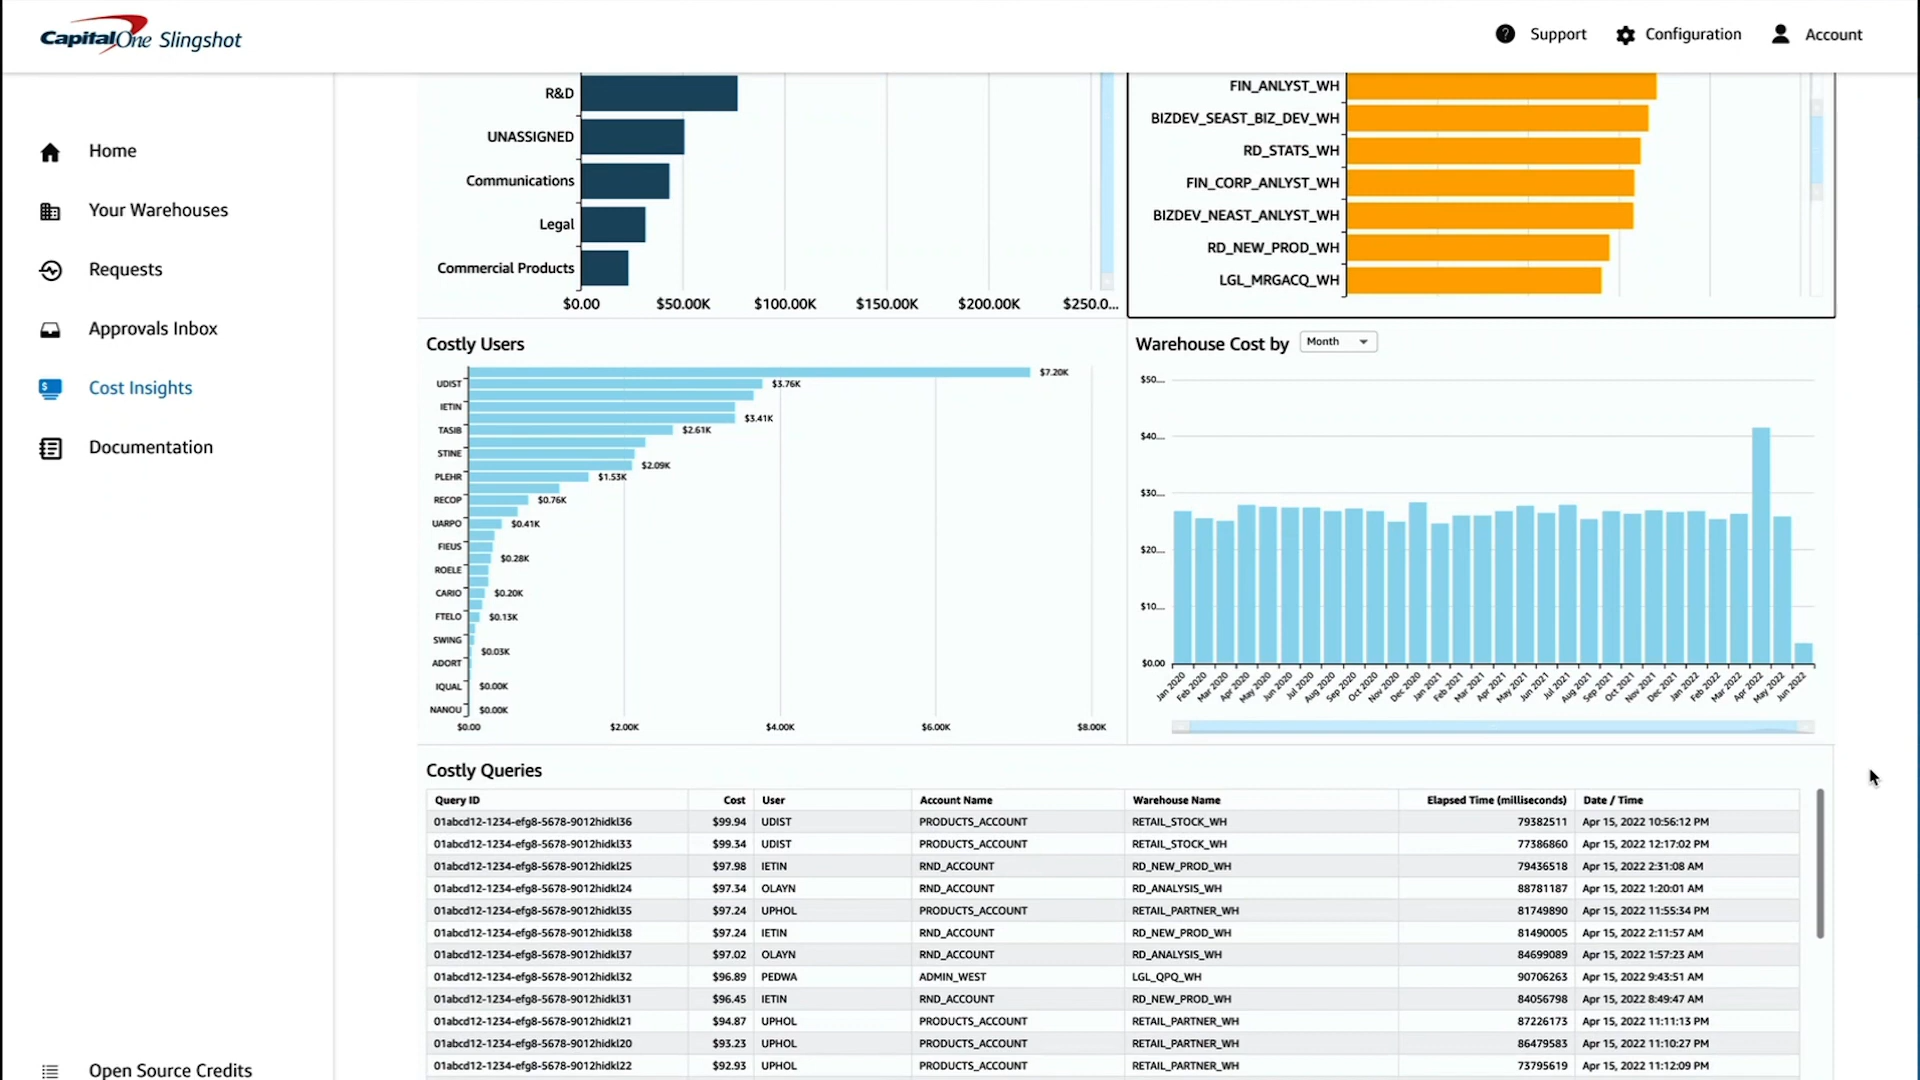 CapitalOne Slingshot
Support
Configuration
Account
Home
Your Warehouses
Requests
Approvals Inbox
Cost Insights
Documentation
Open Source Credits
R&D
UNASSIGNED
Communications
Legal
Commercial Products
$0.00 $50.00K $100.00K $150.00K $200.00K $250.0...
FIN_ANLYST_WH
BIZDEV_SEAST_BIZ_DEV_WH
RD_STATS_WH
FIN_CORP_ANLYST_WH
BIZDEV_NEAST_ANLYST_WH
RD_NEW_PROD_WH
LGL_MRGACQ_WH
Costly Users
$7.20K
UDIST $3.76K
IETIN
$3.41K
TASIB $2.61K
STINE
$2.09K
PLEHR $1.53K
RECOP $0.76K
UARPO $0.41K
FIEUS
$0.28K
ROELE
CARIO $0.20K
FTELO $0.13K
SWING
$0.03K
ADORT
IQUAL $0.00K
NANOU $0.00K
$0.00 $2.00K $4.00K $6.00K $8.00K
Warehouse Cost by Month
$50...
$40...
$30...
$20...
$10...
$0.00
Jan 2020 Feb 2020 Mar 2020 Apr 2020 May 2020 Jun 2020 Jul 2020 Aug 2020 Sep 2020 Oct 2020 Nov 2020 Dec 2020 Jan 2021 Feb 2021 Mar 2021 Apr 2021 May 2021 Jun 2021 Jul 2021 Aug 2021 Sep 2021 Oct 2021 Nov 2021 Dec 2021 Jan 2022 Feb 2022 Mar 2022 Apr 2022 May 2022 Jun 2022
Costly Queries
Query ID Cost User Account Name Warehouse Name Elapsed Time (milliseconds) Date / Time
01abcd12-1234-efg8-5678-9012hidkl36 $99.94 UDIST PRODUCTS_ACCOUNT RETAIL_STOCK_WH 79382511 Apr 15, 2022 10:56:12 PM
01abcd12-1234-efg8-5678-9012hidkl33 $99.34 UDIST PRODUCTS_ACCOUNT RETAIL_STOCK_WH 77386860 Apr 15, 2022 12:17:02 PM
01abcd12-1234-efg8-5678-9012hidkl25 $97.98 IETIN RND_ACCOUNT RD_NEW_PROD_WH 79436518 Apr 15, 2022 2:31:08 AM
01abcd12-1234-efg8-5678-9012hidkl24 $97.34 OLAYN RND_ACCOUNT RD_ANALYSIS_WH 88781187 Apr 15, 2022 1:20:01 AM
01abcd12-1234-efg8-5678-9012hidkl35 $97.24 UPHOL PRODUCTS_ACCOUNT RETAIL_PARTNER_WH 81749890 Apr 15, 2022 11:55:34 PM
01abcd12-1234-efg8-5678-9012hidkl38 $97.24 IETIN RND_ACCOUNT RD_NEW_PROD_WH 81490005 Apr 15, 2022 2:11:57 AM
01abcd12-1234-efg8-5678-9012hidkl37 $97.02 OLAYN RND_ACCOUNT RD_ANALYSIS_WH 84699089 Apr 15, 2022 1:57:23 AM
01abcd12-1234-efg8-5678-9012hidkl32 $96.89 PEDWA ADMIN_WEST LGL_QPQ_WH 90706263 Apr 15, 2022 9:43:51 AM
01abcd12-1234-efg8-5678-9012hidkl31 $96.45 IETIN RND_ACCOUNT RD_NEW_PROD_WH 84056798 Apr 15, 2022 8:49:47 AM
01abcd12-1234-efg8-5678-9012hidkl21 $94.87 UPHOL PRODUCTS_ACCOUNT RETAIL_PARTNER_WH 87226173 Apr 15, 2022 11:11:13 PM
01abcd12-1234-efg8-5678-9012hidkl20 $93.23 UPHOL PRODUCTS_ACCOUNT RETAIL_PARTNER_WH 86479583 Apr 15, 2022 11:10:27 PM
01abcd12-1234-efg8-5678-9012hidkl22 $92.93 UPHOL PRODUCTS_ACCOUNT RETAIL_PARTNER_WH 73795619 Apr 15, 2022 11:12:09 PM